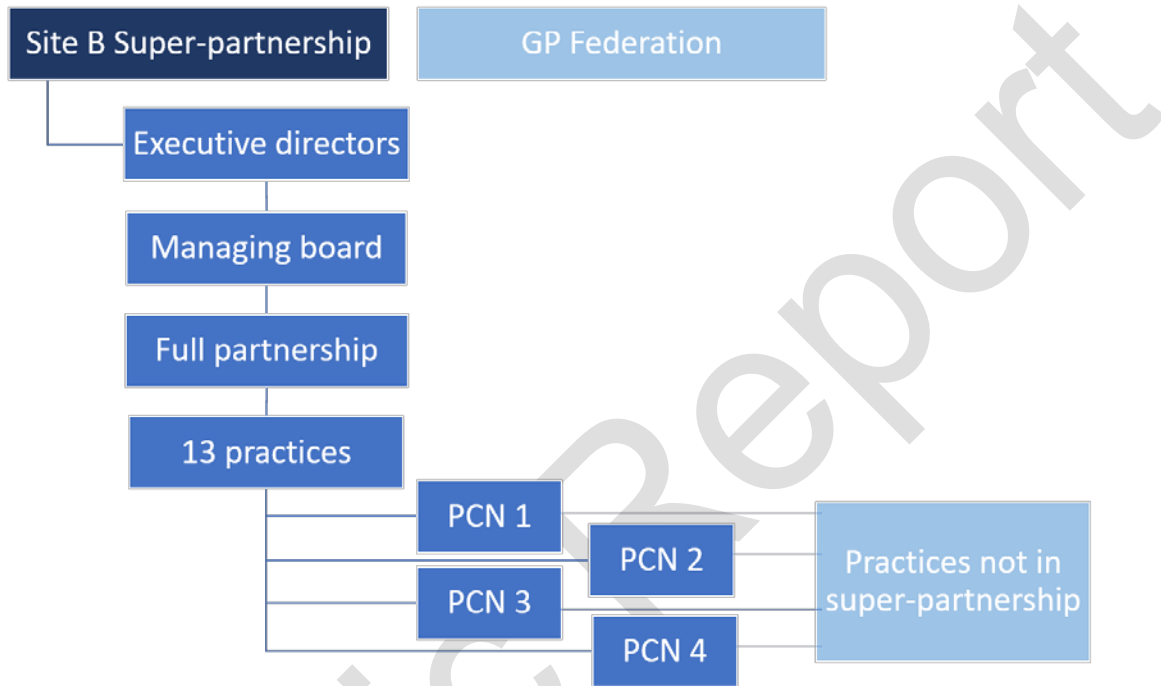 Site B Super-partnership
GP Federation
Executive directors
Managing board
Full partnership
13 practices
PCN 1
PCN 2
PCN 3
PCN 4
Practices not in
super-partnership
Report